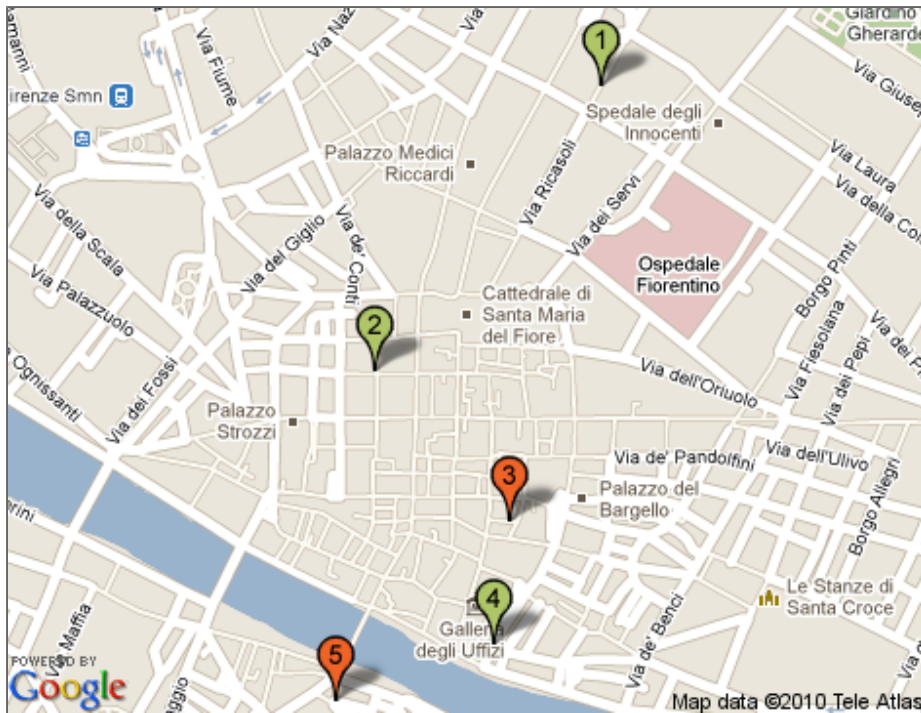 Giardino
Gherarde
Via Naz
amanni
Via Fiume
1
Via Giusep
irenze Smn
Spedale degli
Innocenti
Palazzo Medici
Riccardi
Via Ricasoli
Via dei Servi
Via Laura
Via della Col
Via della Scala
Via del Giglio
Via de' Conti
Ospedale
Fiorentino
Borgo Pinti
Via Palazzuolo
Cattedrale di
Santa Maria
del Fiore
2
Via Fiesolana
Via dei Pepi
Ognissanti
Via dei Fossi
Via dell'Oriuolo
Palazzo
Strozzi
Via de' Pandolfini
Via dell'Ulivo
3
Palazzo del
Bargello
Borgo Allegri
4
Le Stanze di
Santa Croce
Galleria
degli Uffizi
Via de' Benci
Via Maffia
5
POWERED BY
Google
aggio
Map data ©2010 Tele Atlas